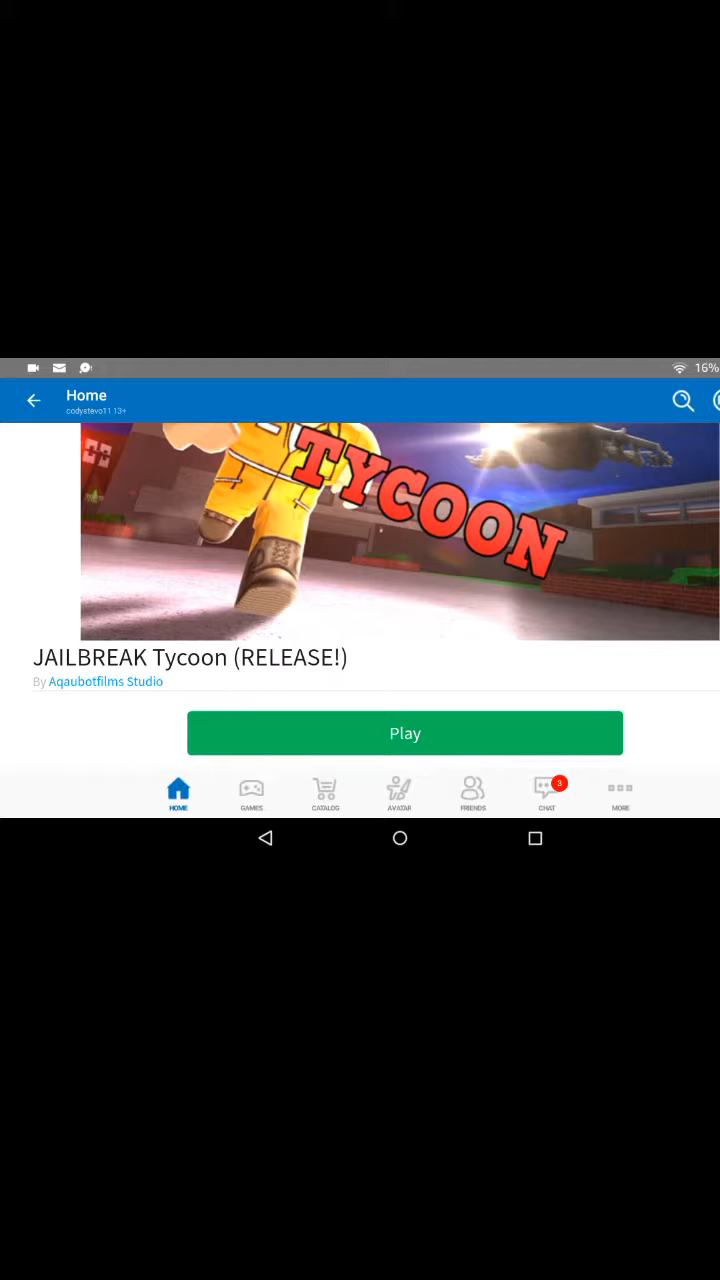 16%
Home
codystevo11 13+
TYCOON
JAILBREAK Tycoon (RELEASE!)
By Aqaubotfilms Studio
Play
3
HOME
GAMES
CATALOG
AVATAR
FRIENDS
CHAT
MORE